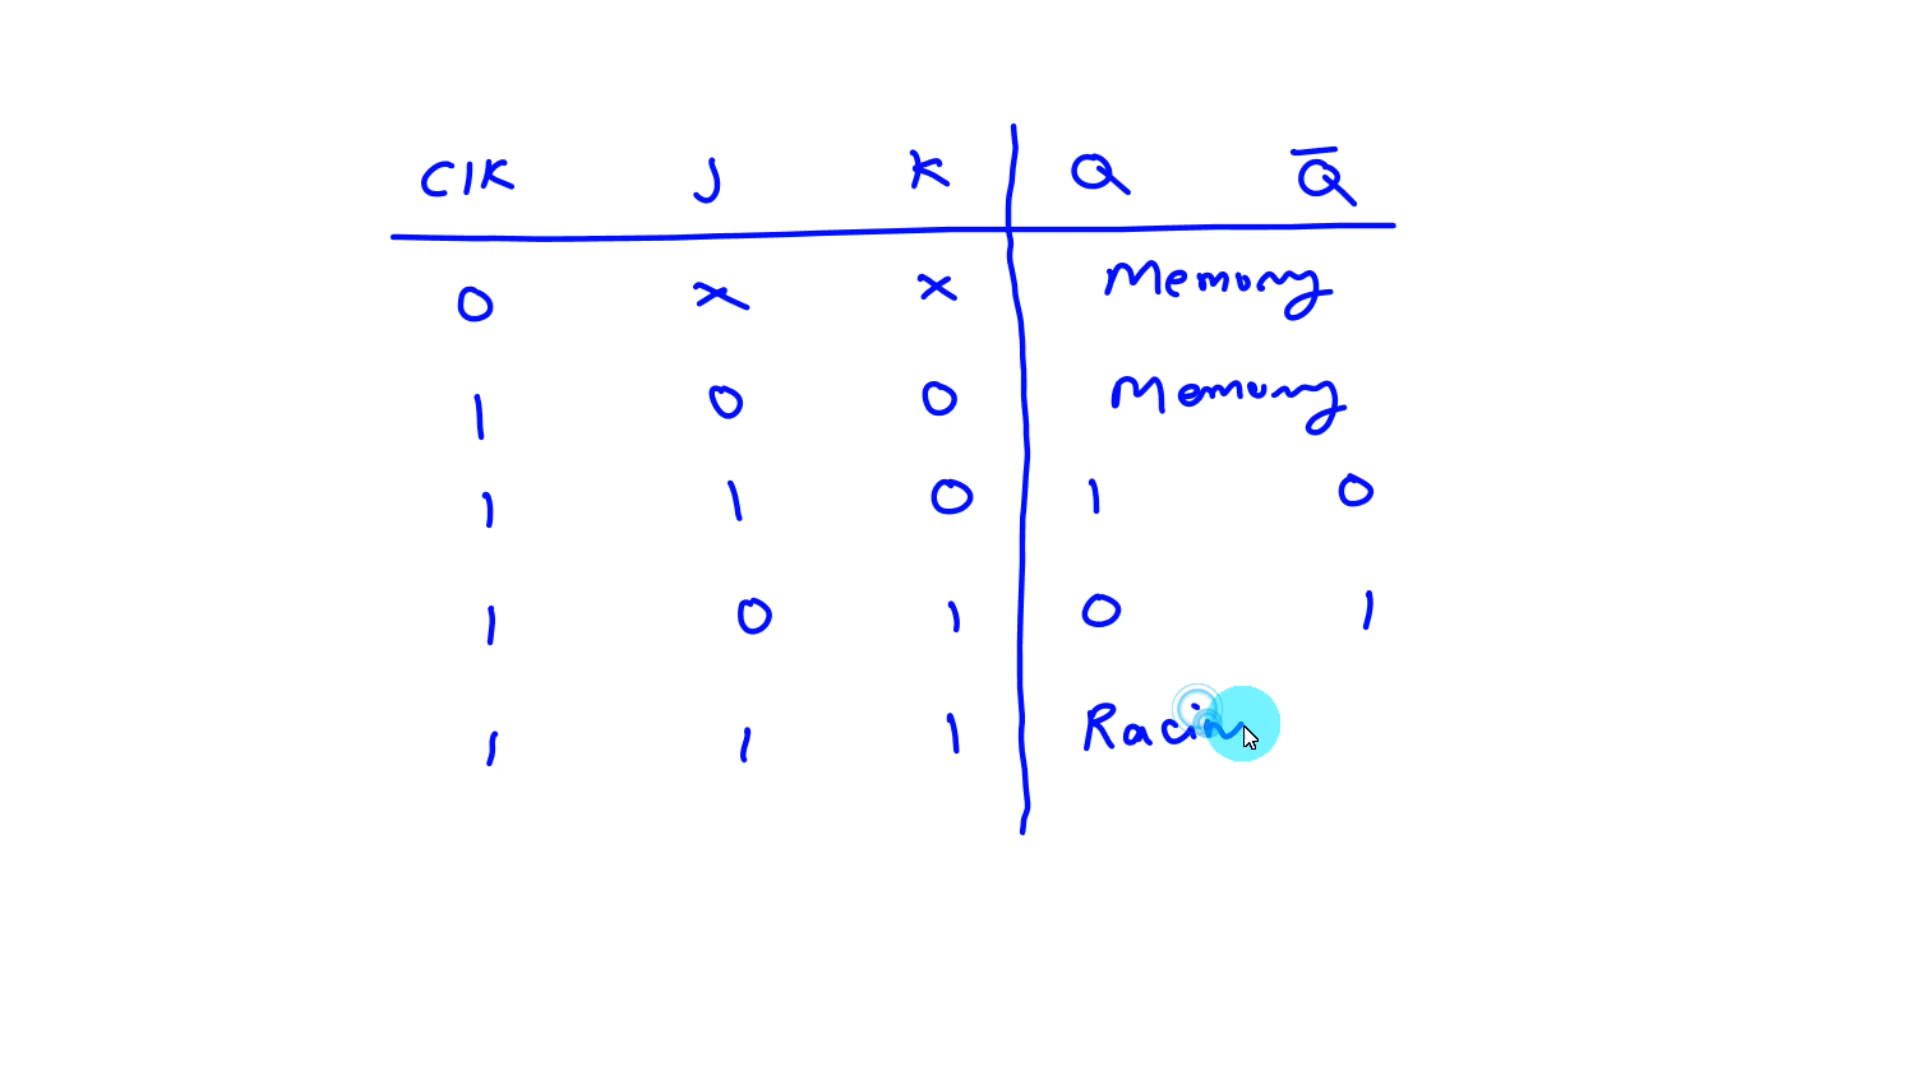 Clk J K Q Q̅
0 x x Memory
1 0 0 Memory
1 1 0 1 0
1 0 1 0 1
1 1 1 Racin